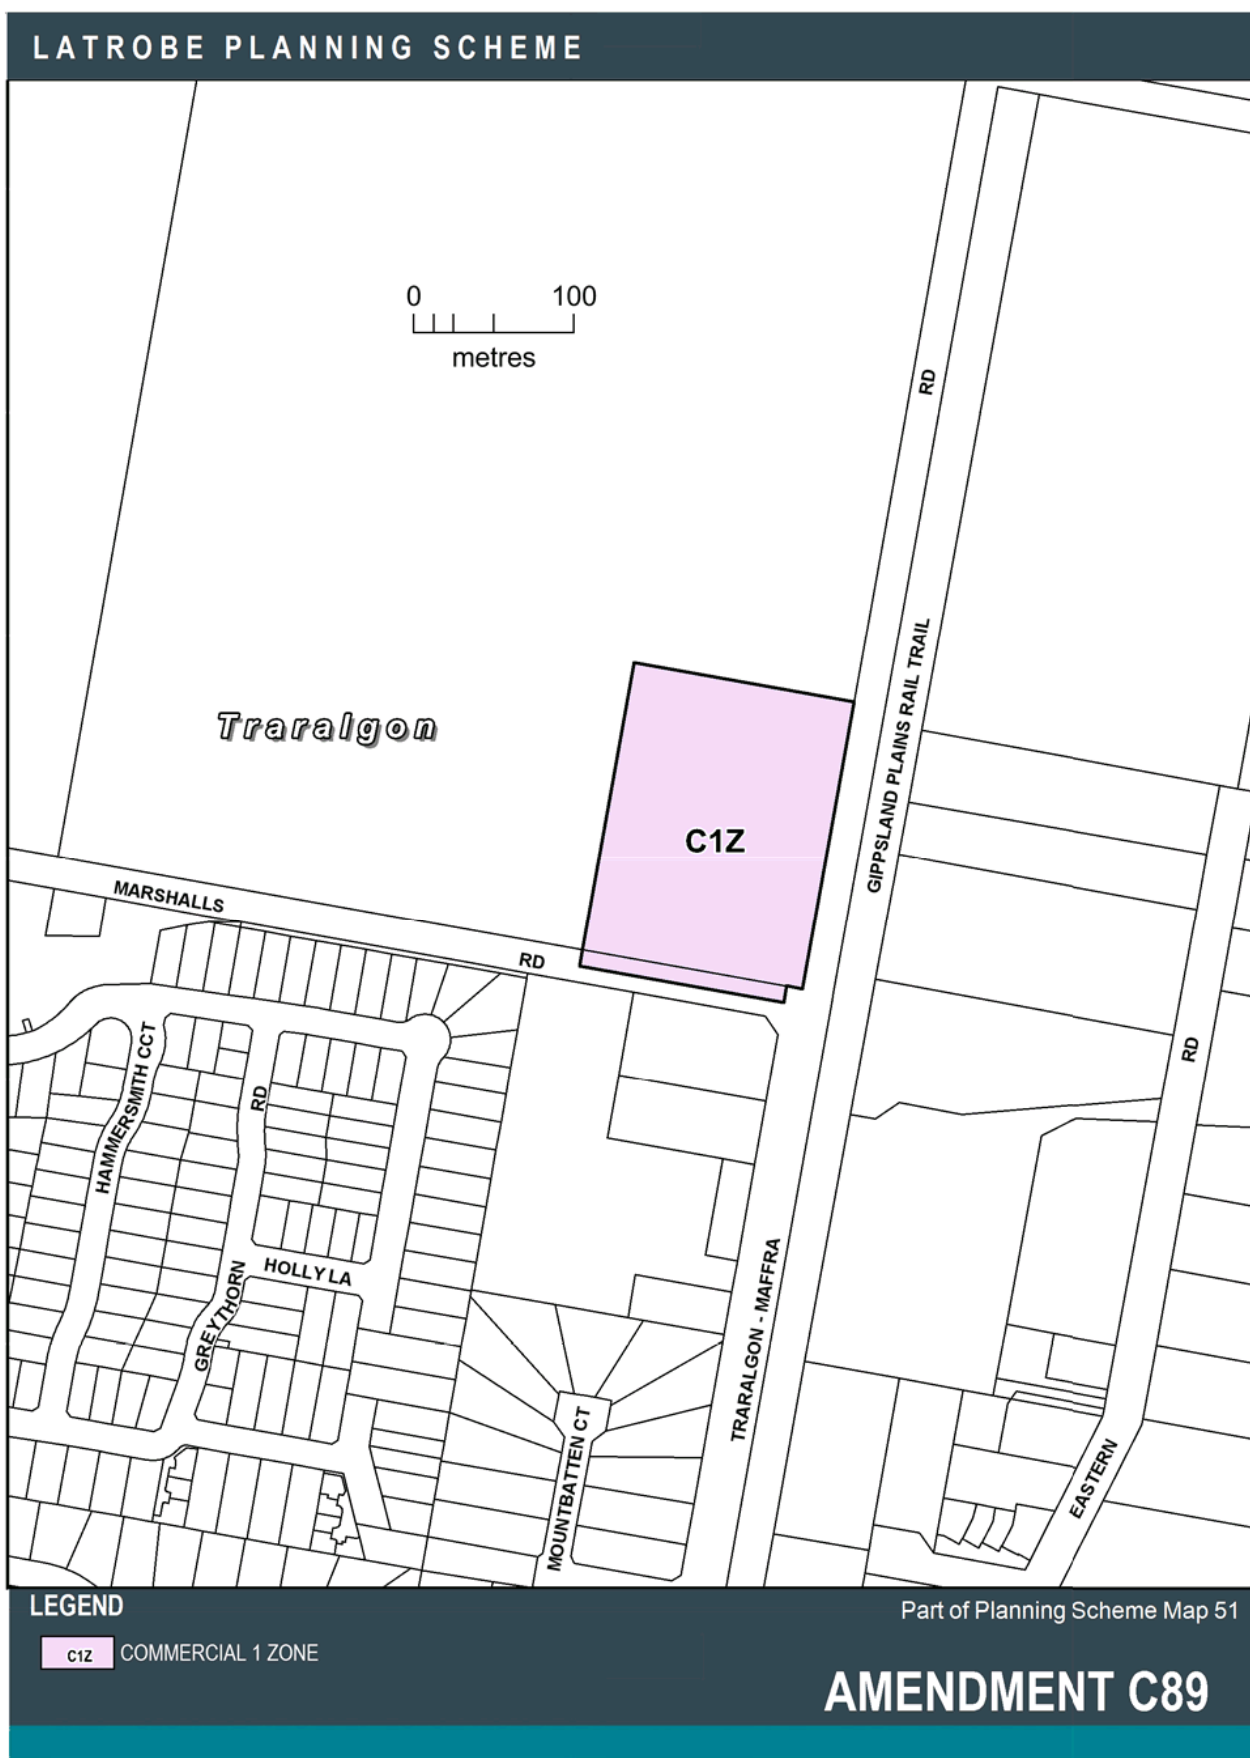 LATROBE PLANNING SCHEME
0 100
metres
RD
GIPPSLAND PLAINS RAIL TRAIL
Traralgon
C1Z
MARSHALLS
RD
HAMMERSMITH CCT
RD
RD
HOLLY LA
GREYTHORN
TRARALGON - MAFFRA
MOUNTBATTEN CT
EASTERN
LEGEND
Part of Planning Scheme Map 51
C1Z COMMERCIAL 1 ZONE
AMENDMENT C89